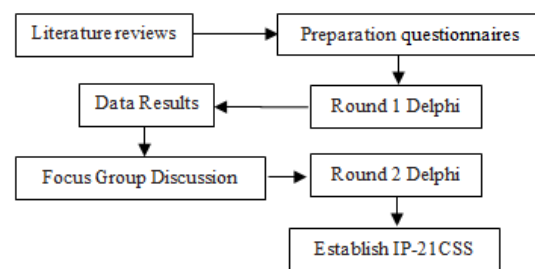 Literature reviews
Preparation questionnaires
Data Results
Round 1 Delphi
Focus Group Discussion
Round 2 Delphi
Establish IP-21CSS